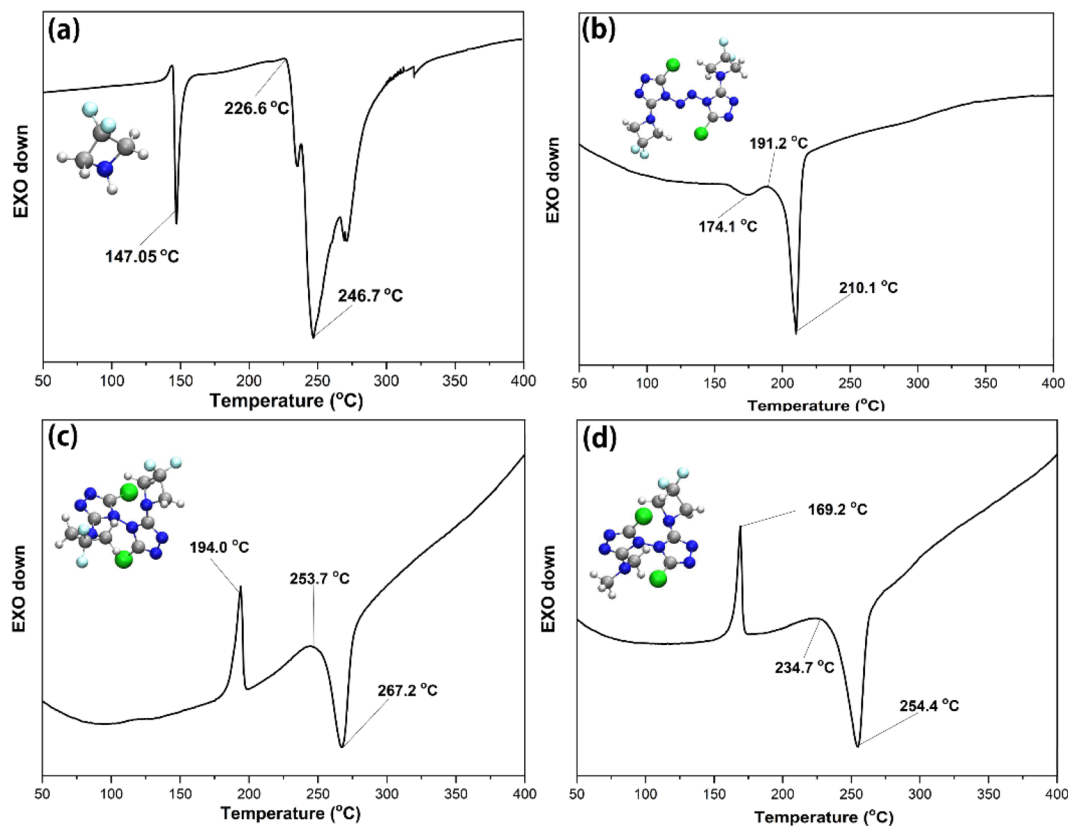 (a)
EXO down
226.6 °C
147.05 °C
246.7 °C
50 100 150 200 250 300 350 400
Temperature (°C)
(b)
EXO down
191.2 °C
174.1 °C
210.1 °C
50 100 150 200 250 300 350 400
Temperature (°C)
(c)
EXO down
194.0 °C
253.7 °C
267.2 °C
50 100 150 200 250 300 350 400
Temperature (°C)
(d)
EXO down
169.2 °C
234.7 °C
254.4 °C
50 100 150 200 250 300 350 400
Temperature (°C)